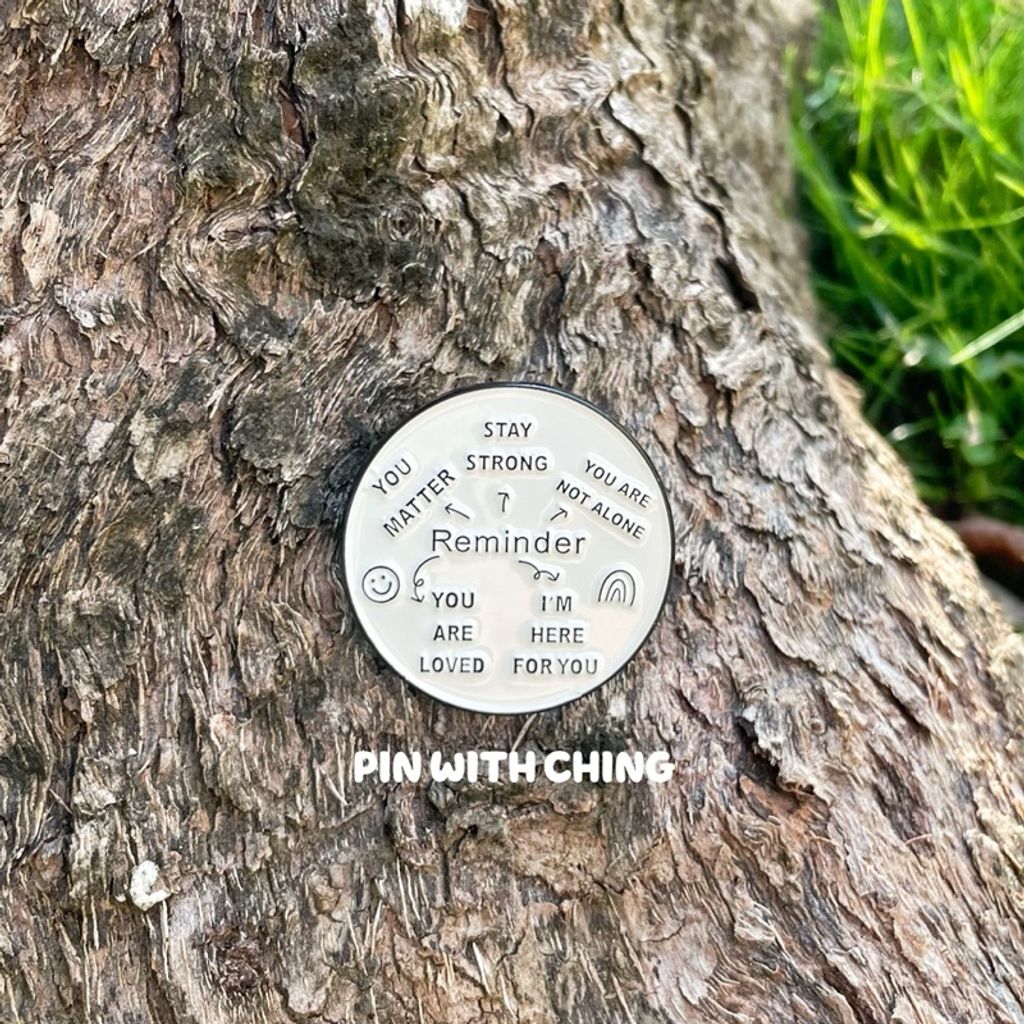 STAY
STRONG
YOU
MATTER
YOU ARE
NOT ALONE
Reminder
YOU
ARE
LOVED
I'M
HERE
FOR YOU
PIN WITH CHING